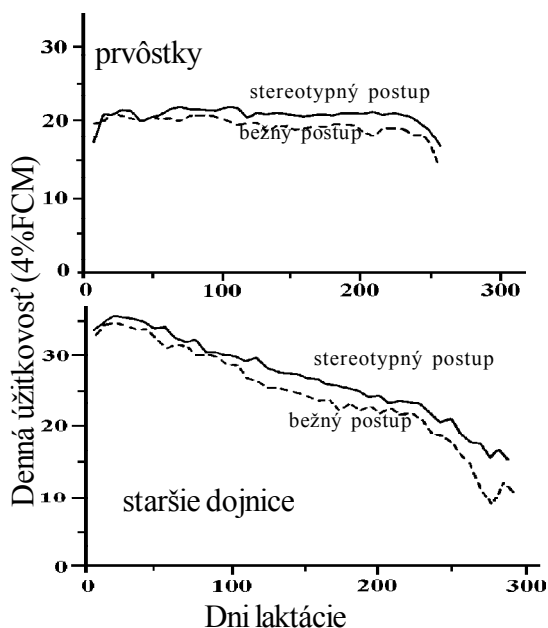 30
prvôstky
stereotypný postup
20
bežný postup
10
0
0
100
200
300
Denná úžitkovosť (4%FCM)
30
stereotypný postup
20
bežný postup
10
staršie dojnice
0
0
100
200
300
Dni laktácie